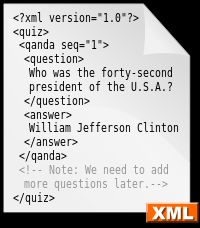 <?xml version="1.0"?>
<quiz>
<qanda seq="1">
<question>
Who was the forty-second
president of the U.S.A.?
</question>
<answer>
William Jefferson Clinton
</answer>
</qanda>
<!-- Note: We need to add
more questions later.-->
</quiz>
XML